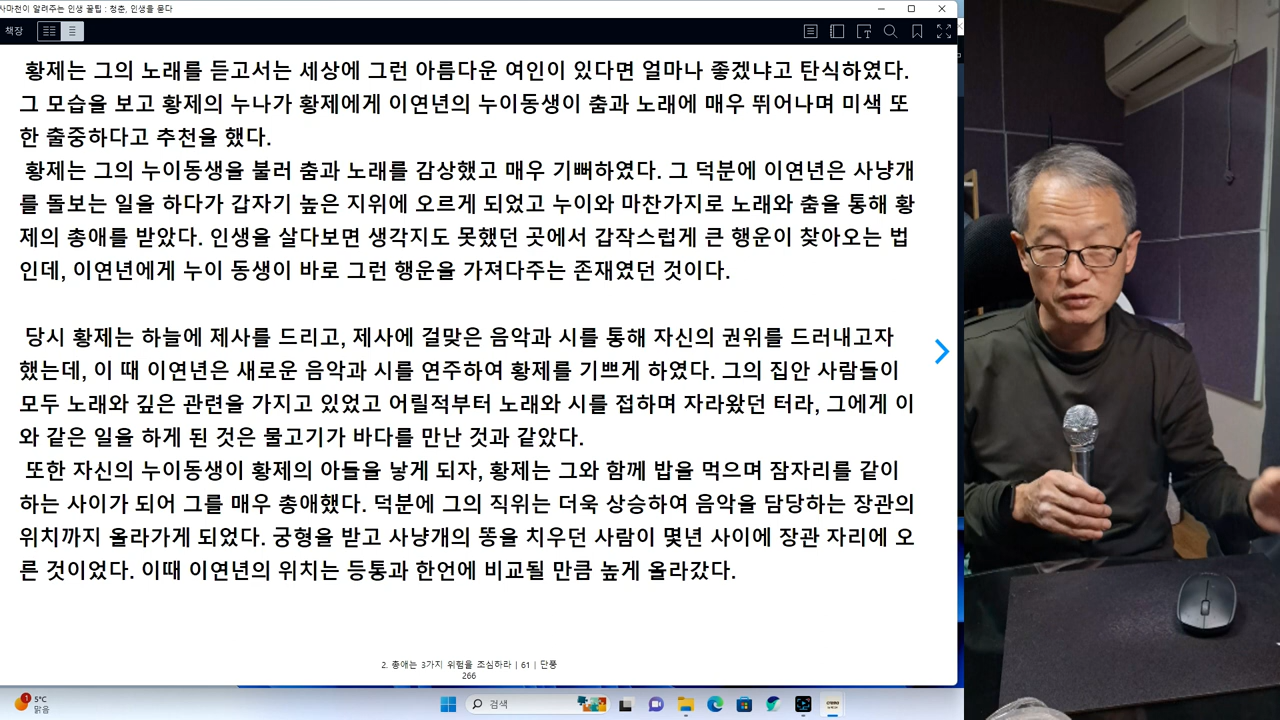 사마천이 알려주는 인생 꿀팁 : 청춘, 인생을 묻다
책장
황제는 그의 노래를 듣고서는 세상에 그런 아름다운 여인이 있다면 얼마나 좋겠냐고 탄식하였다.
그 모습을 보고 황제의 누나가 황제에게 이연년의 누이동생이 춤과 노래에 매우 뛰어나며 미색 또
한 출중하다고 추천을 했다.
황제는 그의 누이동생을 불러 춤과 노래를 감상했고 매우 기뻐하였다. 그 덕분에 이연년은 사냥개
를 돌보는 일을 하다가 갑자기 높은 지위에 오르게 되었고 누이와 마찬가지로 노래와 춤을 통해 황
제의 총애를 받았다. 인생을 살다보면 생각지도 못했던 곳에서 갑작스럽게 큰 행운이 찾아오는 법
인데, 이연년에게 누이 동생이 바로 그런 행운을 가져다주는 존재였던 것이다.
당시 황제는 하늘에 제사를 드리고, 제사에 걸맞은 음악과 시를 통해 자신의 권위를 드러내고자
했는데, 이 때 이연년은 새로운 음악과 시를 연주하여 황제를 기쁘게 하였다. 그의 집안 사람들이
모두 노래와 깊은 관련을 가지고 있었고 어릴적부터 노래와 시를 접하며 자라왔던 터라, 그에게 이
와 같은 일을 하게 된 것은 물고기가 바다를 만난 것과 같았다.
또한 자신의 누이동생이 황제의 아들을 낳게 되자, 황제는 그와 함께 밥을 먹으며 잠자리를 같이
하는 사이가 되어 그를 매우 총애했다. 덕분에 그의 직위는 더욱 상승하여 음악을 담당하는 장관의
위치까지 올라가게 되었다. 궁형을 받고 사냥개의 똥을 치우던 사람이 몇년 사이에 장관 자리에 오
른 것이었다. 이때 이연년의 위치는 등통과 한언에 비교될 만큼 높게 올라갔다.
2. 총애는 3가지 위험을 조심하라 | 61 | 단풍
266
1
5°C
맑음
검색